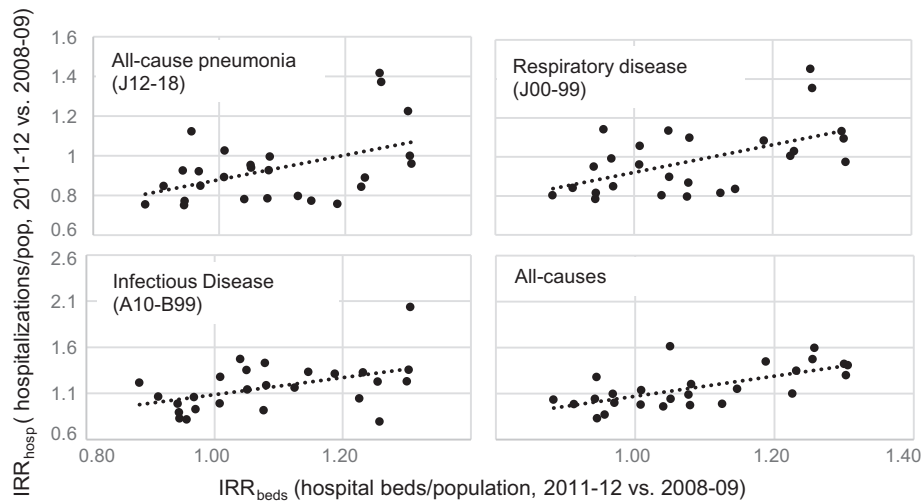 IRRhosp( hospitalizations/pop, 2011-12 vs. 2008-09)
1.6
1.4
1.2
1.0
0.8
0.6
All-cause pneumonia
(J12-18)
Respiratory disease
(J00-99)
2.6
2.1
1.6
1.1
0.6
Infectious Disease
(A10-B99)
All-causes
0.80
1.00
1.20
1.00
1.20
1.40
IRRbeds (hospital beds/population, 2011-12 vs. 2008-09)